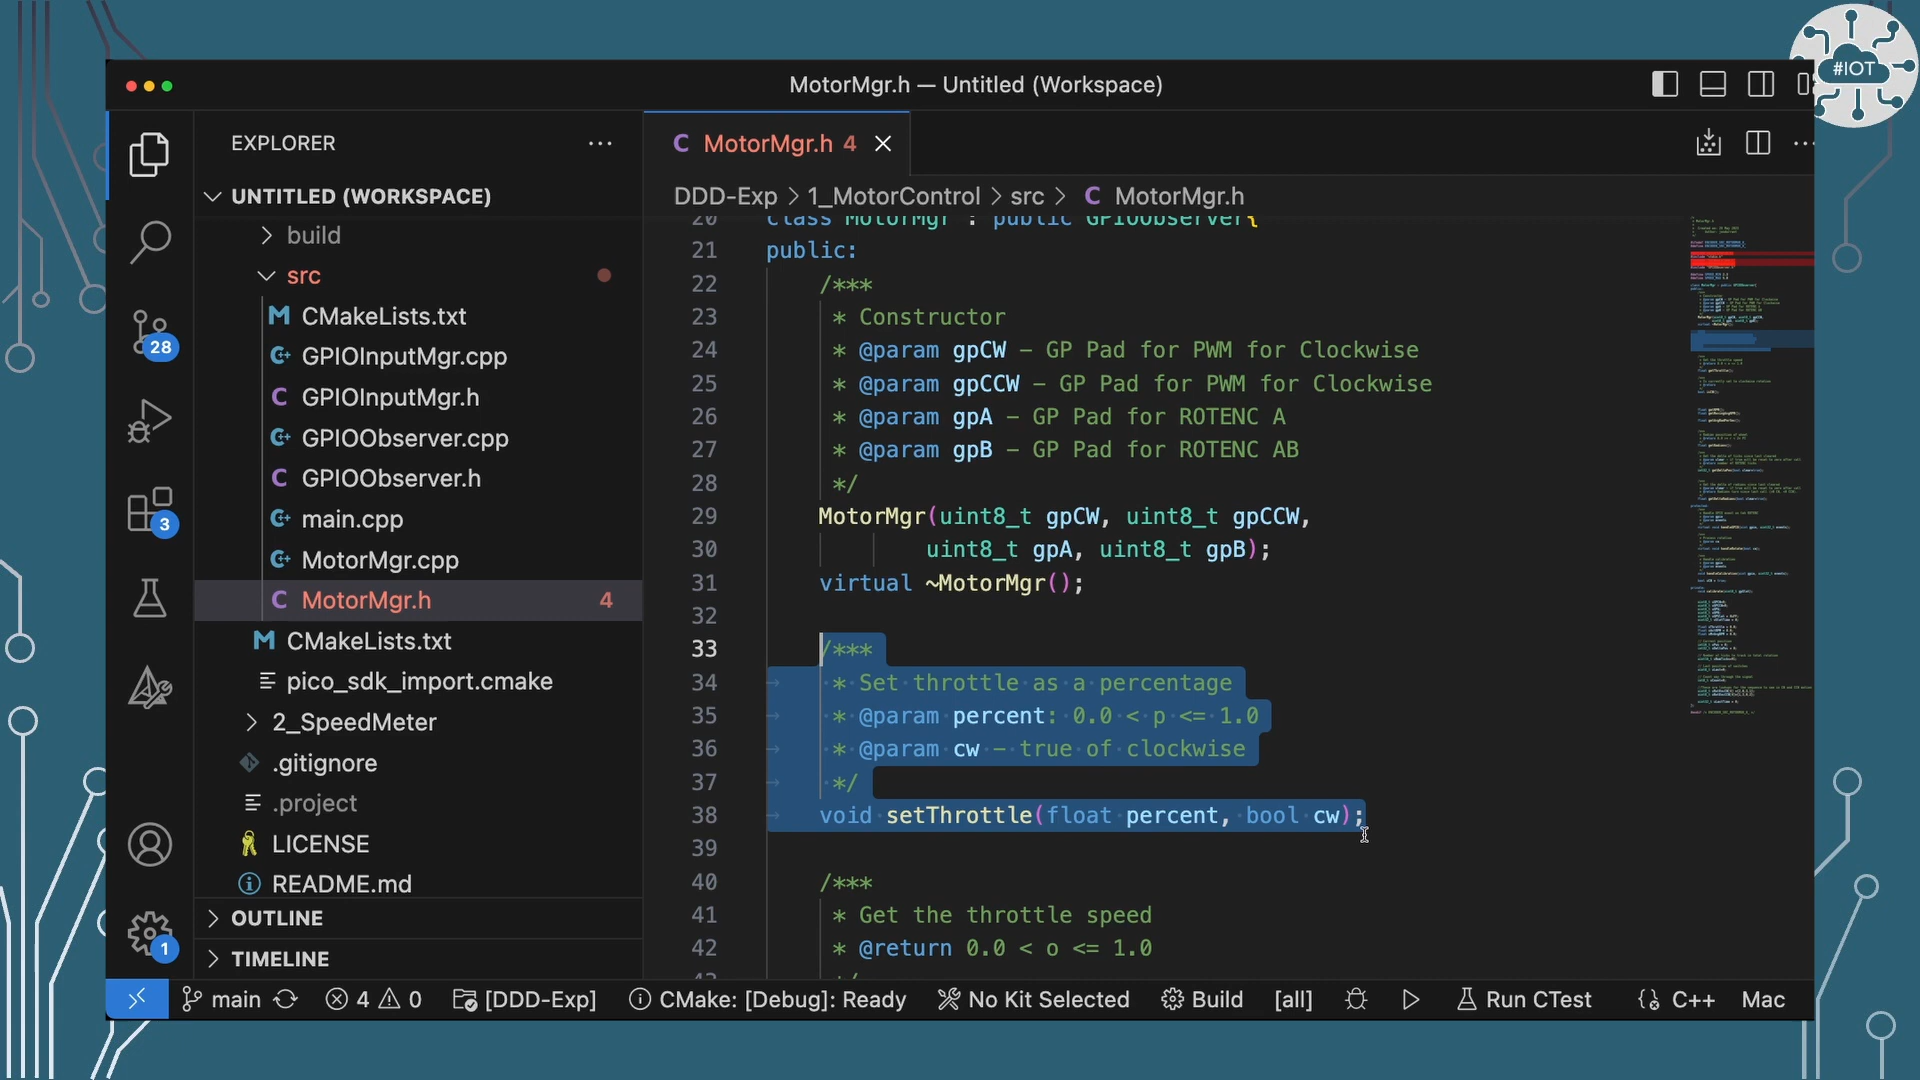 #IOT
MotorMgr.h — Untitled (Workspace)
EXPLORER
UNTITLED (WORKSPACE)
build
src
CMakeLists.txt
GPIOInputMgr.cpp
GPIOInputMgr.h
GPIOObserver.cpp
GPIOObserver.h
main.cpp
MotorMgr.cpp
MotorMgr.h 4
CMakeLists.txt
pico_sdk_import.cmake
2_SpeedMeter
.gitignore
.project
LICENSE
README.md
OUTLINE
TIMELINE
28
3
1
MotorMgr.h 4
DDD-Exp > 1_MotorControl > src > C MotorMgr.h
20 class MotorMgr : public GPIOObserver{
21 public:
22 /***
23 * Constructor
24 * @param gpCW - GP Pad for PWM for Clockwise
25 * @param gpCCW - GP Pad for PWM for Clockwise
26 * @param gpA - GP Pad for ROTENC A
27 * @param gpB - GP Pad for ROTENC AB
28 */
29 MotorMgr(uint8_t gpCW, uint8_t gpCCW,
30 uint8_t gpA, uint8_t gpB);
31 virtual ~MotorMgr();
32
33 /***
34 * Set throttle as a percentage
35 * @param percent: 0.0 < p <= 1.0
36 * @param cw - true of clockwise
37 */
38 void setThrottle(float percent, bool cw);
39
40 /***
41 * Get the throttle speed
42 * @return 0.0 < o <= 1.0
43 */
main 4 0 [DDD-Exp] CMake: [Debug]: Ready No Kit Selected Build [all] Run CTest C++ Mac